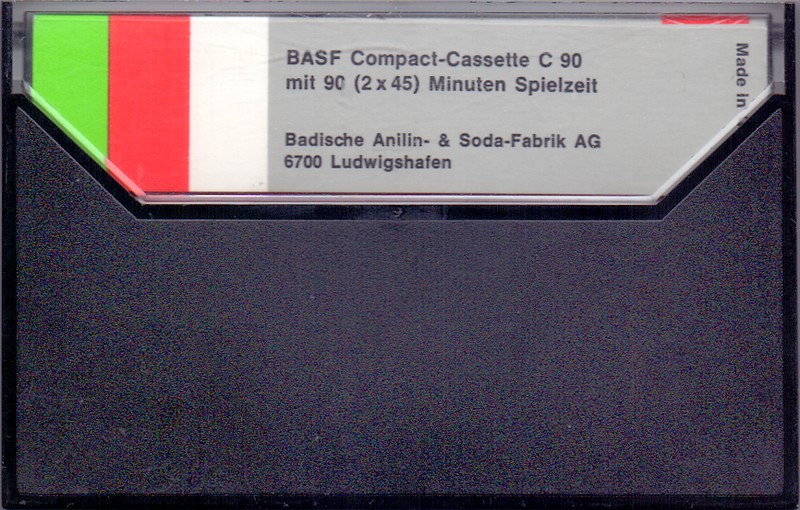 BASF Compact-Cassette C 90
mit 90 (2 x 45) Minuten Spielzeit
Badische Anilin- & Soda-Fabrik AG
6700 Ludwigshafen
Made in